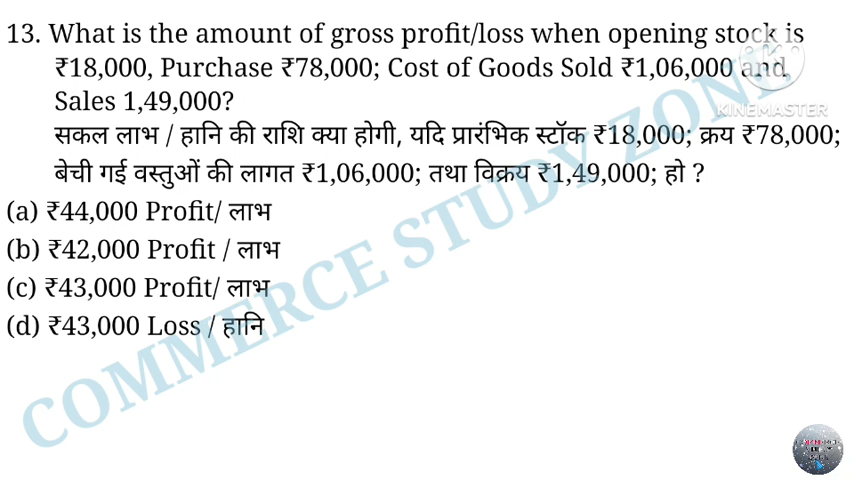 13. What is the amount of gross profit/loss when opening stock is
₹18,000, Purchase ₹78,000; Cost of Goods Sold ₹1,06,000 and
Sales 1,49,000?
सकल लाभ / हानि की राशि क्या होगी, यदि प्रारंभिक स्टॉक ₹18,000; क्रय ₹78,000;
बेची गई वस्तुओं की लागत ₹1,06,000; तथा विक्रय ₹1,49,000; हो ?
(a) ₹44,000 Profit/ लाभ
(b) ₹42,000 Profit / लाभ
(c) ₹43,000 Profit/ लाभ
(d) ₹43,000 Loss / हानि
COMMERCE STUDY ZONE
KINEMASTER